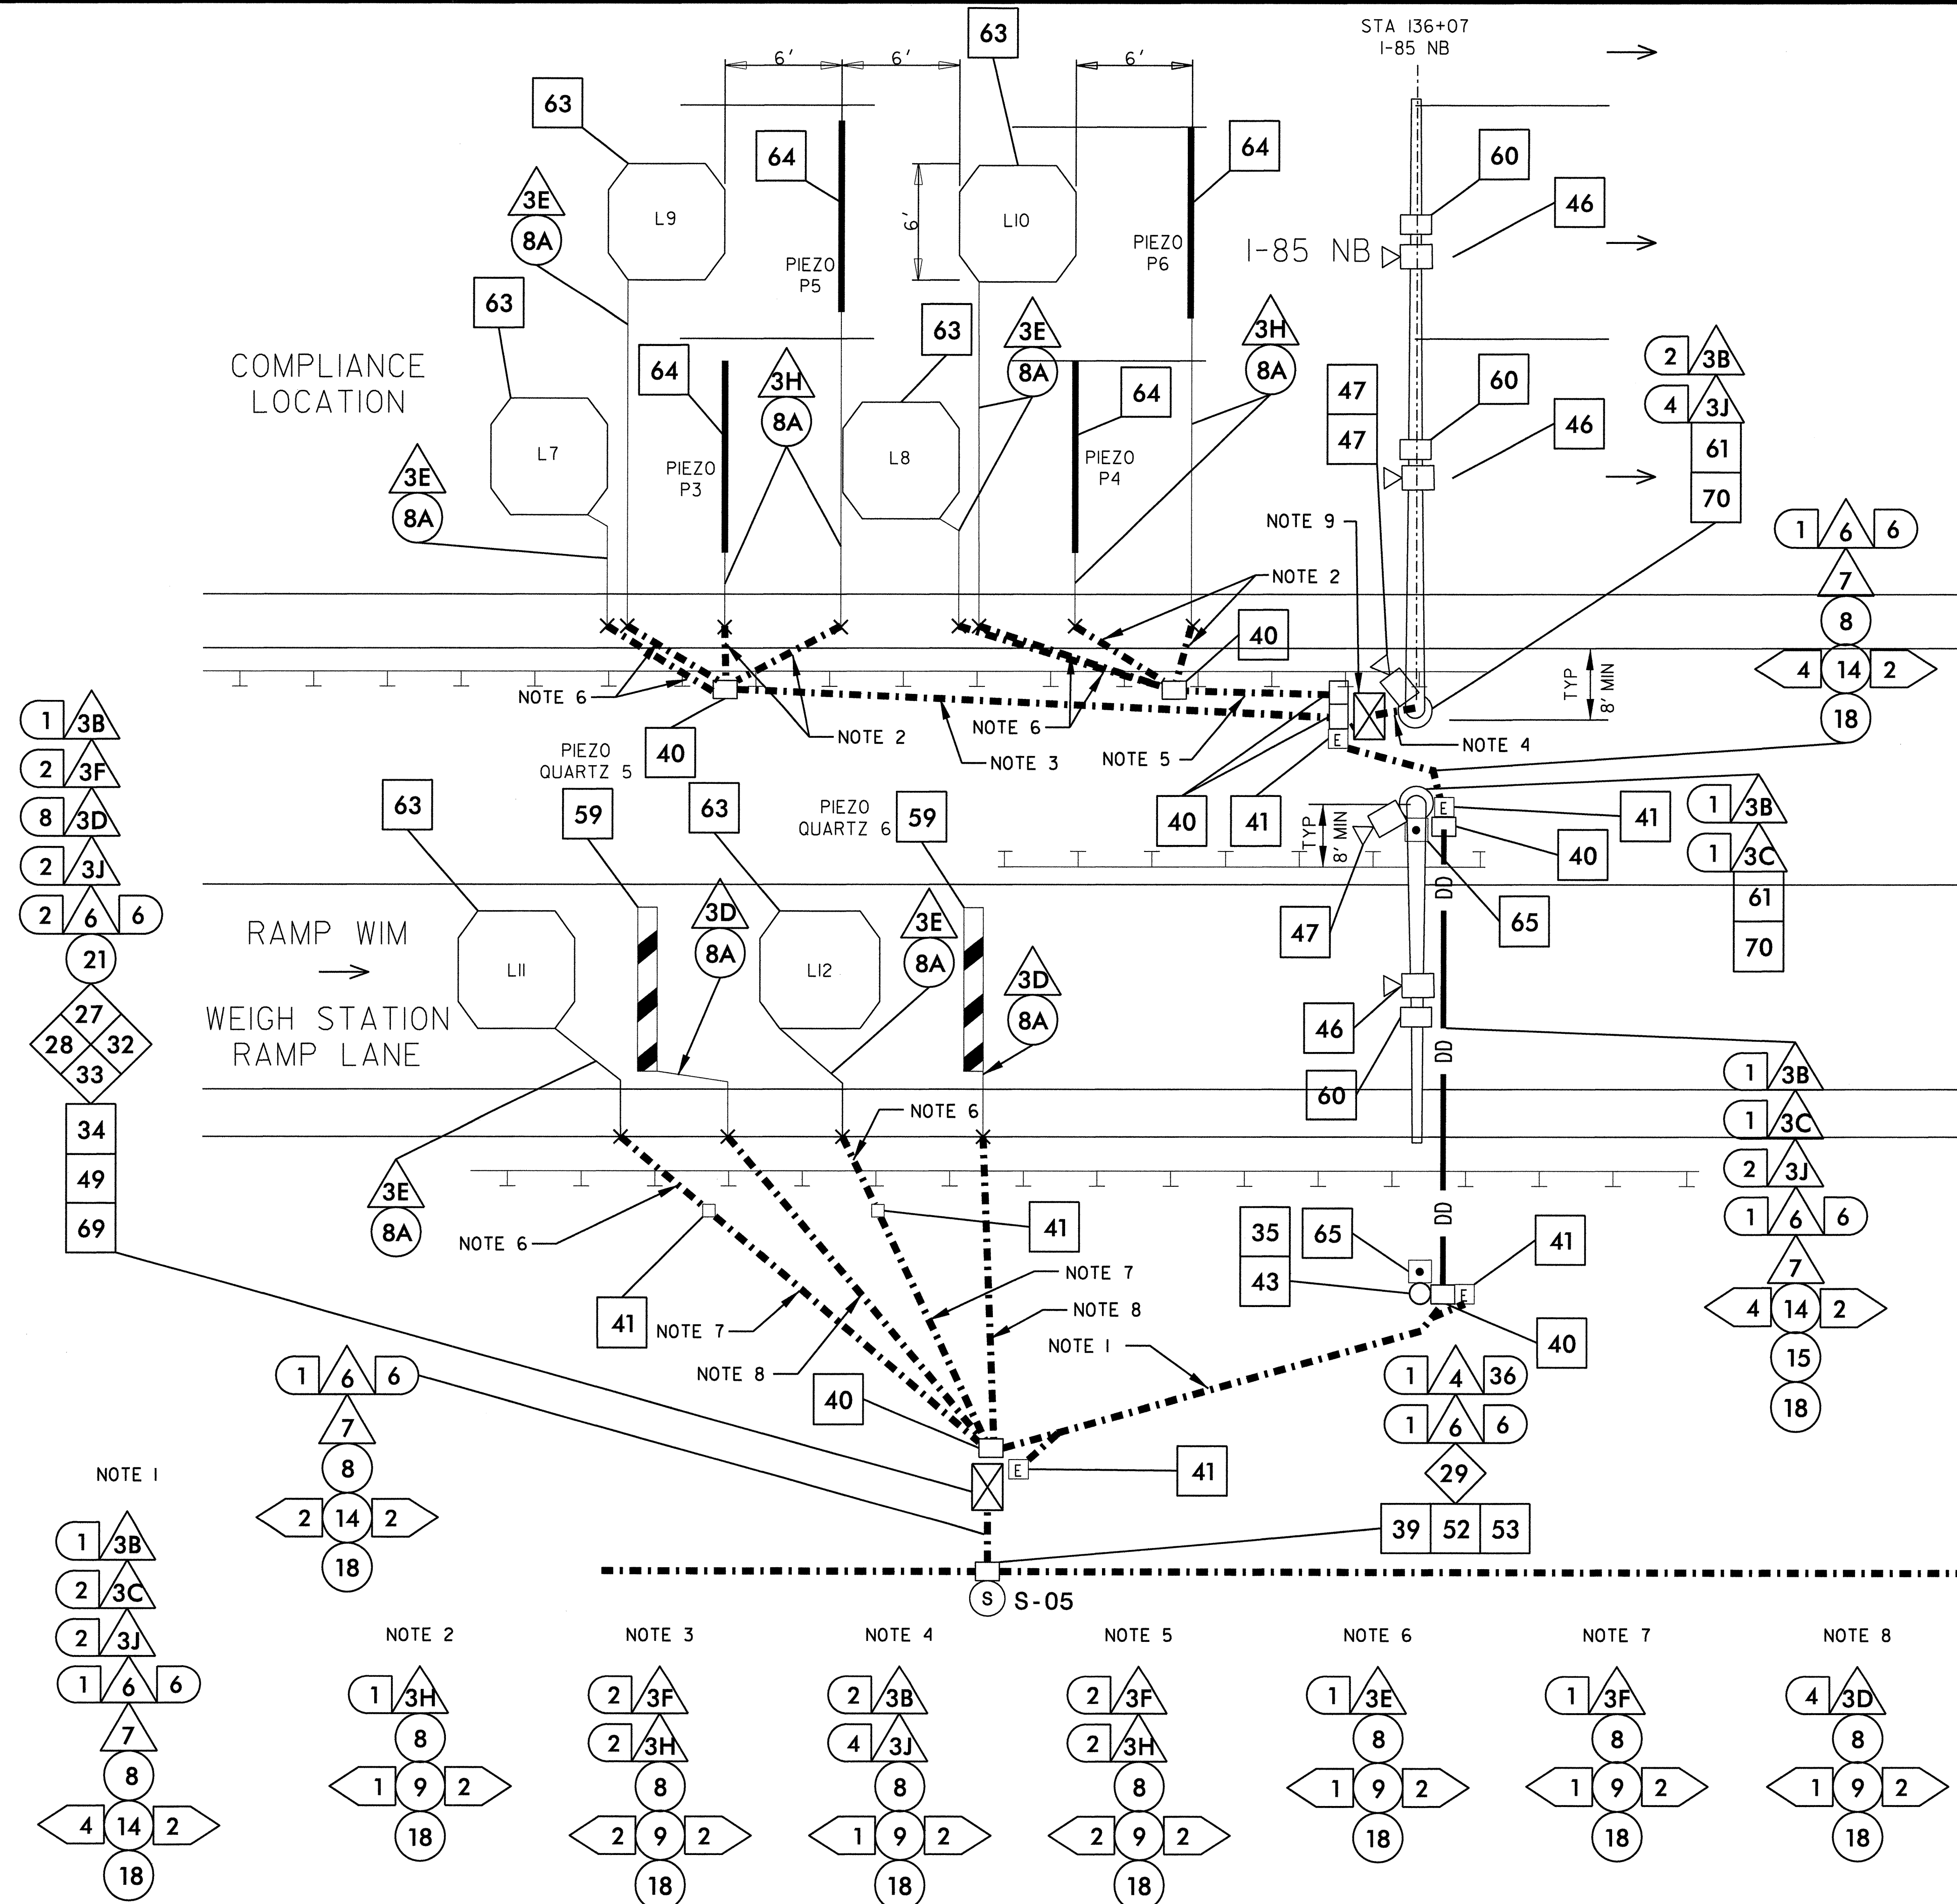 STA 136+07
I-85 NB
63
6'
6'
6'
63
64
64
60
3E
8A
46
L9
6'
L10
PIEZO
P5
PIEZO
P6
I-85 NB
63
63
3E
8A
3H
8A
COMPLIANCE
LOCATION
64
3H
8A
64
47
47
60
46
2 3B
4 3J
61
70
3E
8A
L7
PIEZO
P3
L8
PIEZO
P4
NOTE 9
NOTE 2
1 6 6
7
8
4 14 2
18
40
TYP
8' MIN
NOTE 6
NOTE 2
NOTE 6
NOTE 3
NOTE 5
NOTE 4
E
40
1 3B
2 3F
8 3D
2 3J
2 6 6
21
27
28 32
33
34
49
69
PIEZO
QUARTZ 5
63
59
63
PIEZO
QUARTZ 6
59
40
41
TYP
8' MIN
E
41
40
1 3B
1 3C
61
70
47
65
DD
RAMP WIM
WEIGH STATION
RAMP LANE
L11
3D
8A
L12
3E
8A
3D
8A
46
60
DD
1 3B
1 3C
2 3J
1 6 6
7
4 14 2
15
18
3E
8A
NOTE 6
NOTE 6
41
41
NOTE 7
NOTE 8
NOTE 7
NOTE 8
NOTE 1
35
43
65
DD
41
E
40
40
1 6 6
7
8
2 14 2
18
E
41
1 4 36
1 6 6
29
39 52 53
S S-05
NOTE 1
1 3B
2 3C
2 3J
1 6 6
7
8
4 14 2
18
NOTE 2
1 3H
8
1 9 2
18
NOTE 3
2 3F
2 3H
8
2 9 2
18
NOTE 4
2 3B
4 3J
8
1 9 2
18
NOTE 5
2 3F
2 3H
8
2 9 2
18
NOTE 6
1 3E
8
1 9 2
18
NOTE 7
1 3F
8
1 9 2
18
NOTE 8
4 3D
8
1 9 2
18